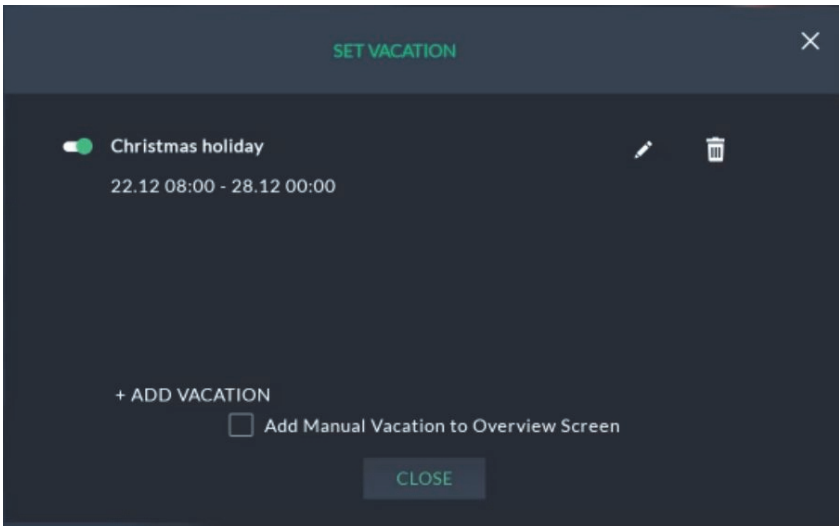 SET VACATION
Christmas holiday
22.12 08:00 - 28.12 00:00
+ ADD VACATION
Add Manual Vacation to Overview Screen
CLOSE